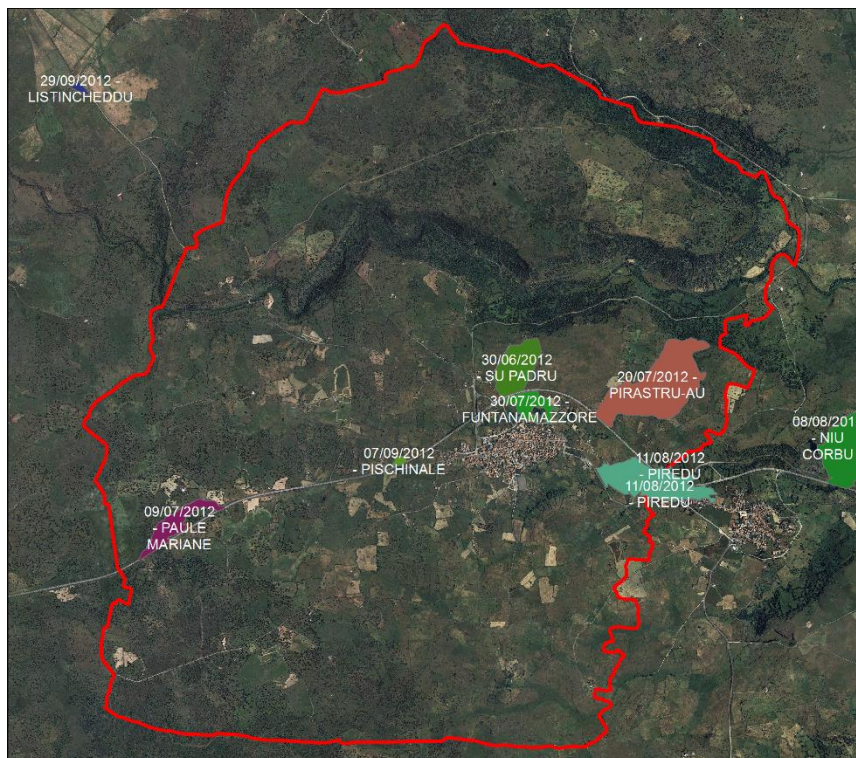 29/09/2012 -
LISTINCHEDDU
30/06/2012
- SU PADRU
20/07/2012 -
PIRASTRU-AU
30/07/2012 -
FUNTANAMAZZORE
08/08/201
- NIU
CORBU
07/09/2012
- PISCHINALE
11/08/2012
- PIREDU
11/08/2012
- PIREDU
09/07/2012
- PAULE
MARIANE